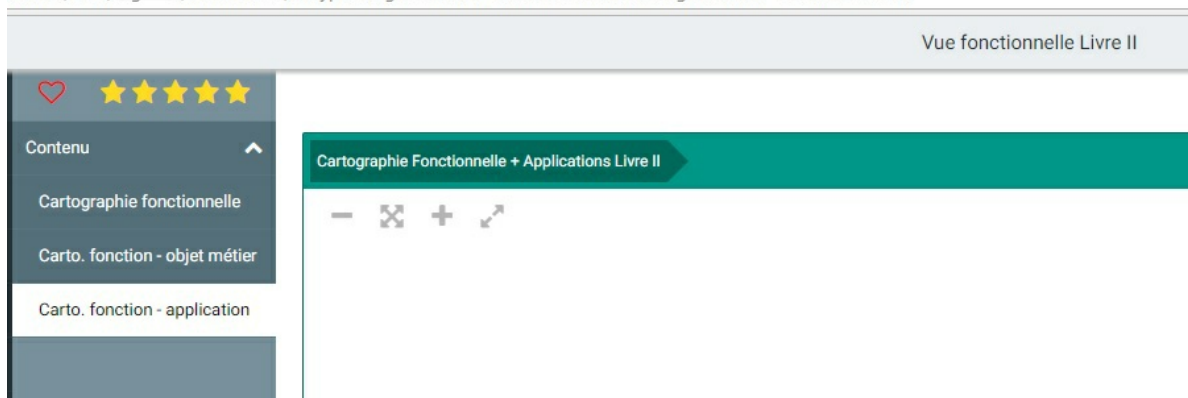 Vue fonctionnelle Livre II
Contenu
Cartographie fonctionnelle
Carto. fonction - objet métier
Carto. fonction - application
Cartographie Fonctionnelle + Applications Livre II